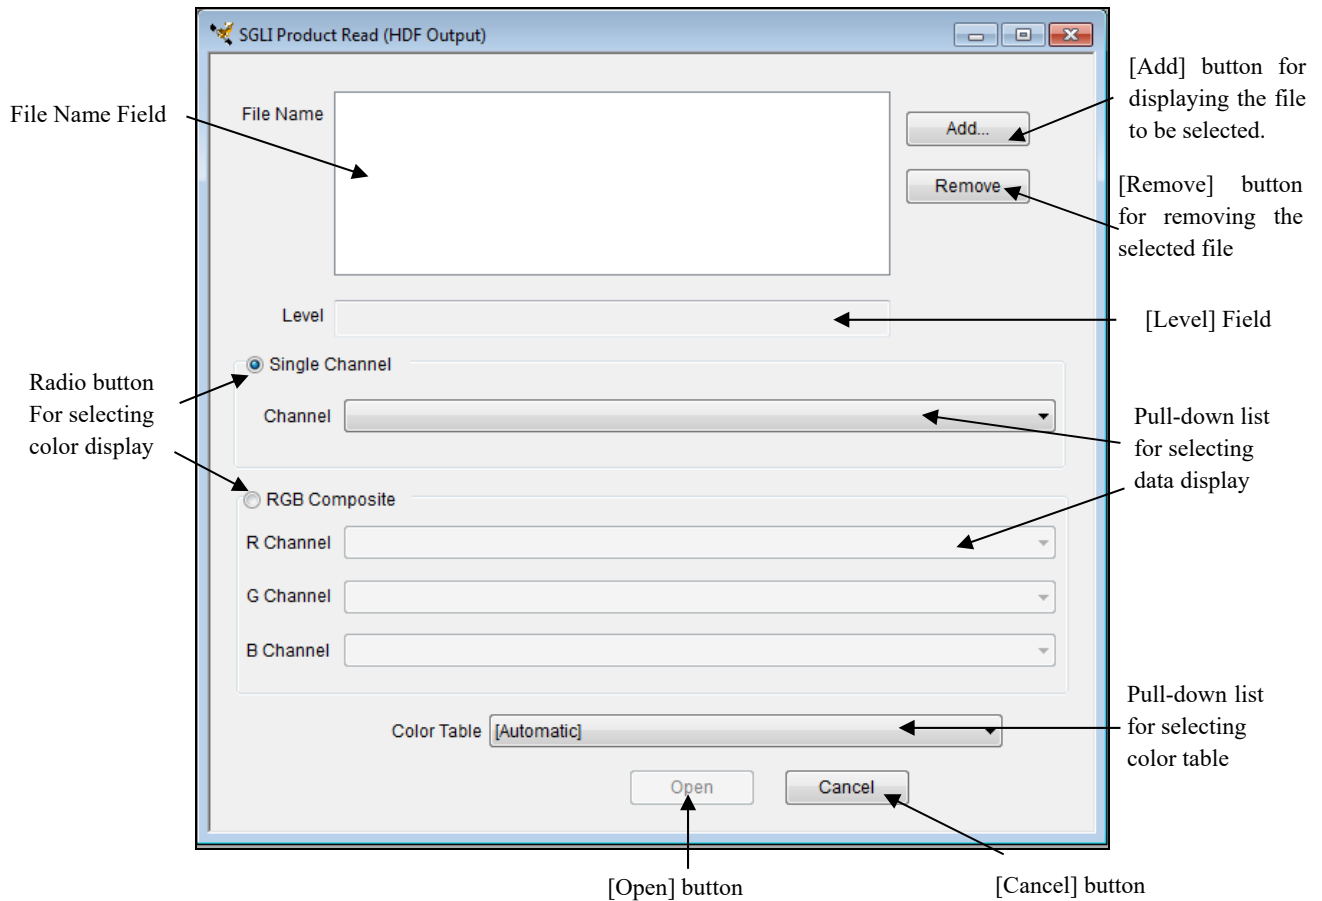 SGLI Product Read (HDF Output)
[Add] button for
displaying the file
to be selected.
File Name Field
File Name
Add...
Remove
[Remove] button
for removing the
selected file
Level
[Level] Field
Single Channel
Radio button
For selecting
color display
Channel
Pull-down list
for selecting
data display
RGB Composite
R Channel
G Channel
B Channel
Pull-down list
for selecting
color table
Color Table [Automatic]
Open
Cancel
[Open] button
[Cancel] button